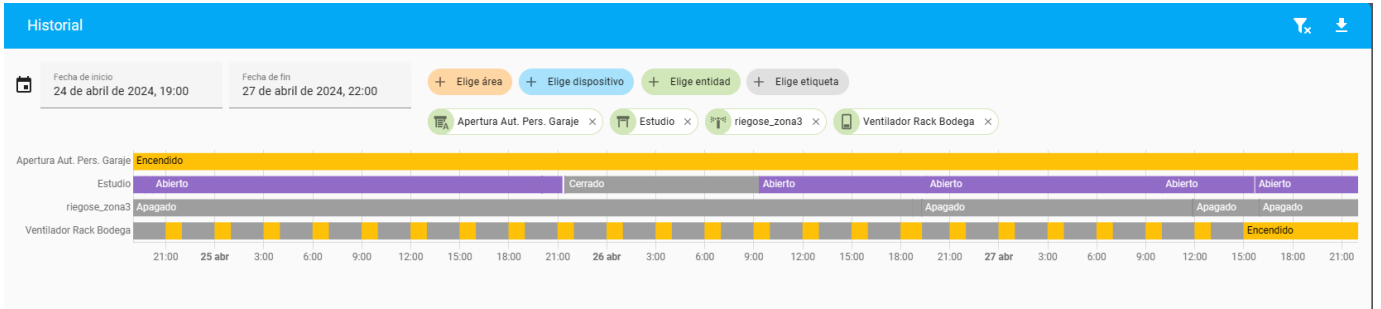 Historial
Fecha de inicio
24 de abril de 2024, 19:00
Fecha de fin
27 de abril de 2024, 22:00
+ Elige área + Elige dispositivo + Elige entidad + Elige etiqueta
Apertura Aut. Pers. Garaje × Estudio × riegose_zona3 × Ventilador Rack Bodega ×
Apertura Aut. Pers. Garaje Encendido
Estudio Abierto Cerrado Abierto Abierto Abierto Abierto
riegose_zona3 Apagado Apagado Apagado Apagado
Ventilador Rack Bodega Encendido
21:00 25 abr 3:00 6:00 9:00 12:00 15:00 18:00 21:00 26 abr 3:00 6:00 9:00 12:00 15:00 18:00 21:00 27 abr 3:00 6:00 9:00 12:00 15:00 18:00 21:00